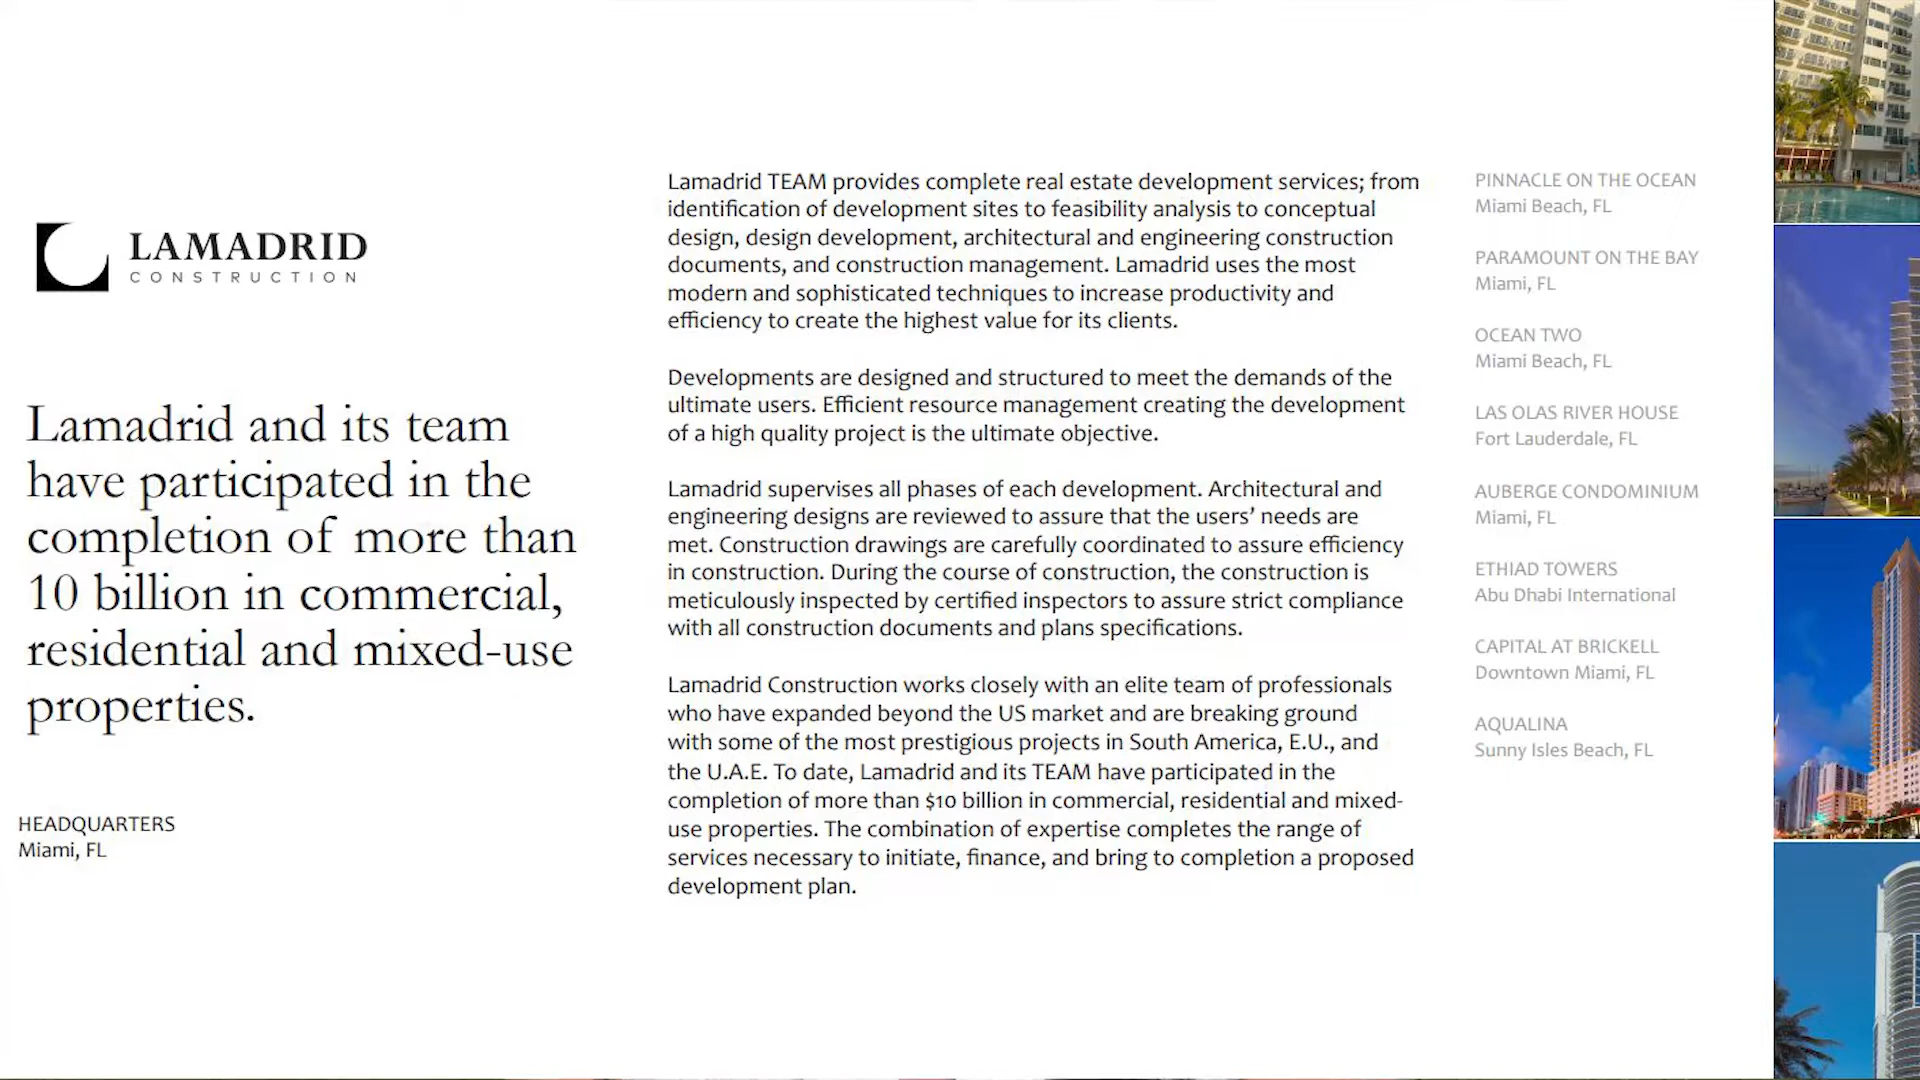 LAMADRID
CONSTRUCTION
Lamadrid and its team
have participated in the
completion of more than
10 billion in commercial,
residential and mixed-use
properties.
HEADQUARTERS
Miami, FL
Lamadrid TEAM provides complete real estate development services; from
identification of development sites to feasibility analysis to conceptual
design, design development, architectural and engineering construction
documents, and construction management. Lamadrid uses the most
modern and sophisticated techniques to increase productivity and
efficiency to create the highest value for its clients.
Developments are designed and structured to meet the demands of the
ultimate users. Efficient resource management creating the development
of a high quality project is the ultimate objective.
Lamadrid supervises all phases of each development. Architectural and
engineering designs are reviewed to assure that the users’ needs are
met. Construction drawings are carefully coordinated to assure efficiency
in construction. During the course of construction, the construction is
meticulously inspected by certified inspectors to assure strict compliance
with all construction documents and plans specifications.
Lamadrid Construction works closely with an elite team of professionals
who have expanded beyond the US market and are breaking ground
with some of the most prestigious projects in South America, E.U., and
the U.A.E. To date, Lamadrid and its TEAM have participated in the
completion of more than $10 billion in commercial, residential and mixed-
use properties. The combination of expertise completes the range of
services necessary to initiate, finance, and bring to completion a proposed
development plan.
PINNACLE ON THE OCEAN
Miami Beach, FL
PARAMOUNT ON THE BAY
Miami, FL
OCEAN TWO
Miami Beach, FL
LAS OLAS RIVER HOUSE
Fort Lauderdale, FL
AUBERGE CONDOMINIUM
Miami, FL
ETHIAD TOWERS
Abu Dhabi International
CAPITAL AT BRICKELL
Downtown Miami, FL
AQUALINA
Sunny Isles Beach, FL